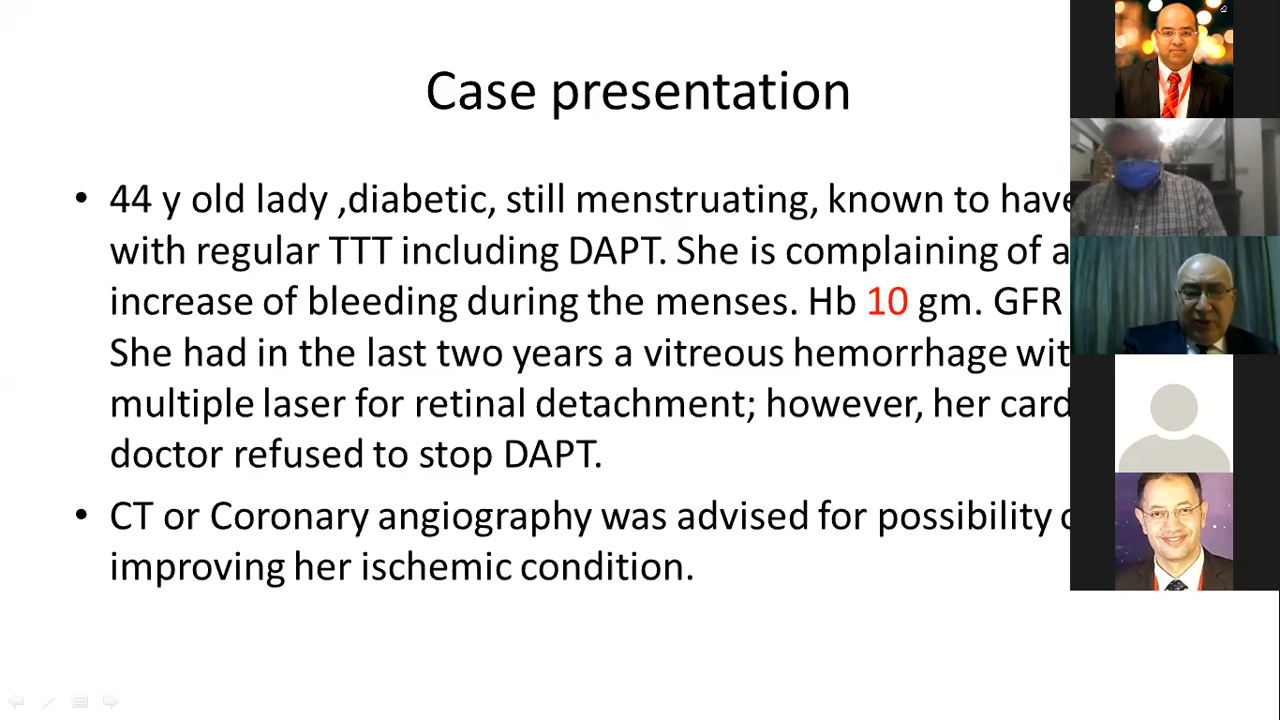 Case presentation
• 44 y old lady ,diabetic, still menstruating, known to have
with regular TTT including DAPT. She is complaining of a
increase of bleeding during the menses. Hb 10 gm. GFR
She had in the last two years a vitreous hemorrhage wit
multiple laser for retinal detachment; however, her card
doctor refused to stop DAPT.
• CT or Coronary angiography was advised for possibility
improving her ischemic condition.